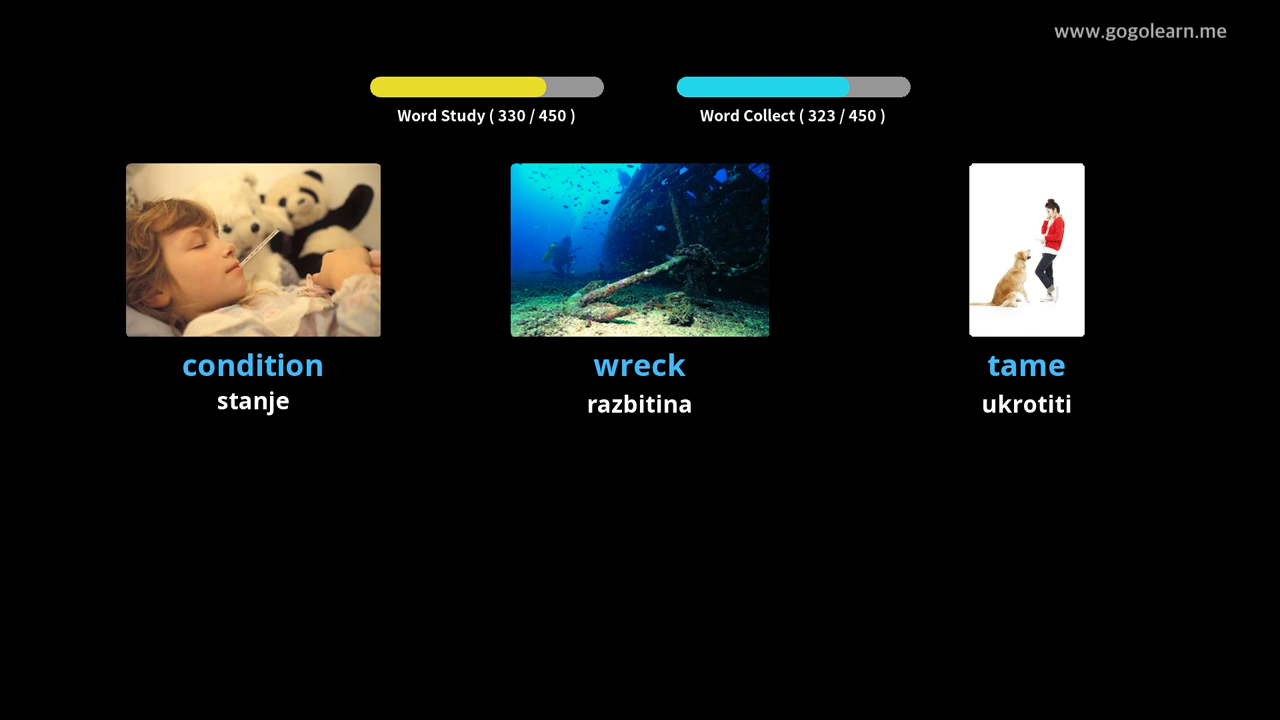 www.gogolearn.me
Word Study ( 330 / 450 )
Word Collect ( 323 / 450 )
condition
stanje
wreck
razbitina
tame
ukrotiti